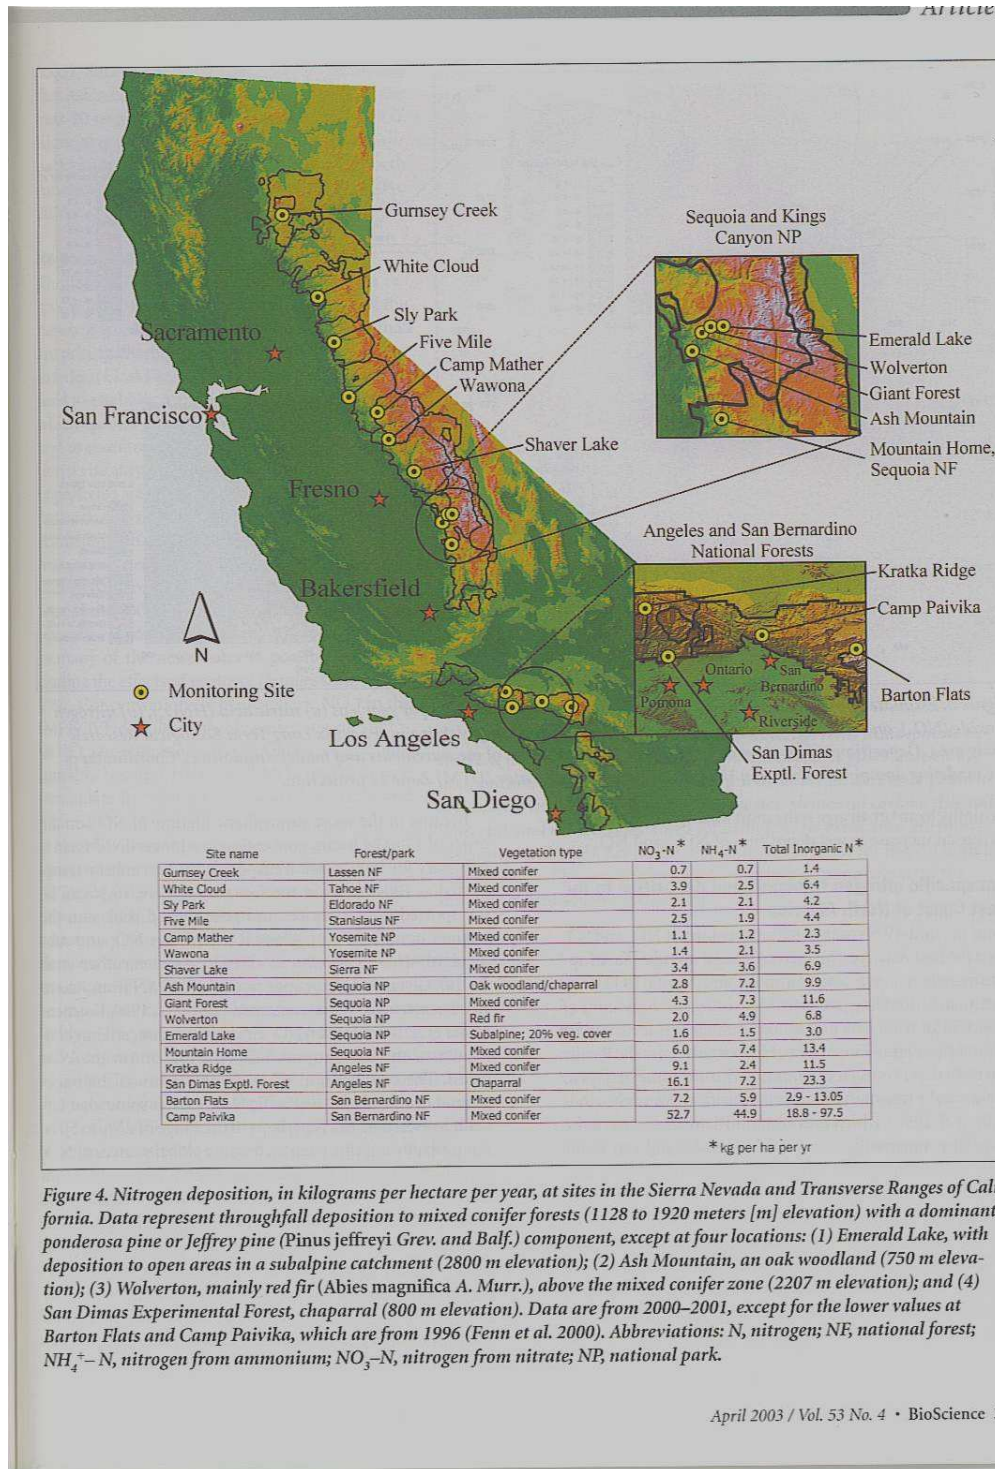 Article
Gurnsey Creek
White Cloud
Sly Park
Five Mile
Camp Mather
Wawona
Shaver Lake
Sacramento
San Francisco
Fresno
Bakersfield
Los Angeles
San Diego
N
Monitoring Site
City
Sequoia and Kings
Canyon NP
Emerald Lake
Wolverton
Giant Forest
Ash Mountain
Mountain Home,
Sequoia NF
Angeles and San Bernardino
National Forests
Kratka Ridge
Camp Paivika
Barton Flats
Ontario
San
Bernardino
Pomona
Riverside
San Dimas
Exptl. Forest
Site name Forest/park Vegetation type NO3-N* NH4-N* Total Inorganic N*
Gurnsey Creek Lassen NF Mixed conifer 0.7 0.7 1.4
White Cloud Tahoe NF Mixed conifer 3.9 2.5 6.4
Sly Park Eldorado NF Mixed conifer 2.1 2.1 4.2
Five Mile Stanislaus NF Mixed conifer 2.5 1.9 4.4
Camp Mather Yosemite NP Mixed conifer 1.1 1.2 2.3
Wawona Yosemite NP Mixed conifer 1.4 2.1 3.5
Shaver Lake Sierra NF Mixed conifer 3.4 3.6 6.9
Ash Mountain Sequoia NP Oak woodland/chaparral 2.8 7.2 9.9
Giant Forest Sequoia NP Mixed conifer 4.3 7.3 11.6
Wolverton Sequoia NP Red fir 2.0 4.9 6.8
Emerald Lake Sequoia NP Subalpine; 20% veg. cover 1.6 1.5 3.0
Mountain Home Sequoia NF Mixed conifer 6.0 7.4 13.4
Kratka Ridge Angeles NF Mixed conifer 9.1 2.4 11.5
San Dimas Exptl. Forest Angeles NF Chaparral 16.1 7.2 23.3
Barton Flats San Bernardino NF Mixed conifer 7.2 5.9 2.9 - 13.05
Camp Paivika San Bernardino NF Mixed conifer 52.7 44.9 18.8 - 97.5
* kg per ha per yr
Figure 4. Nitrogen deposition, in kilograms per hectare per year, at sites in the Sierra Nevada and Transverse Ranges of Cali
fornia. Data represent throughfall deposition to mixed conifer forests (1128 to 1920 meters [m] elevation) with a dominant
ponderosa pine or Jeffrey pine (Pinus jeffreyi Grev. and Balf.) component, except at four locations: (1) Emerald Lake, with
deposition to open areas in a subalpine catchment (2800 m elevation); (2) Ash Mountain, an oak woodland (750 m eleva-
tion); (3) Wolverton, mainly red fir (Abies magnifica A. Murr.), above the mixed conifer zone (2207 m elevation); and (4)
San Dimas Experimental Forest, chaparral (800 m elevation). Data are from 2000–2001, except for the lower values at
Barton Flats and Camp Paivika, which are from 1996 (Fenn et al. 2000). Abbreviations: N, nitrogen; NF, national forest;
NH4+– N, nitrogen from ammonium; NO3–N, nitrogen from nitrate; NP, national park.
April 2003 / Vol. 53 No. 4 • BioScience